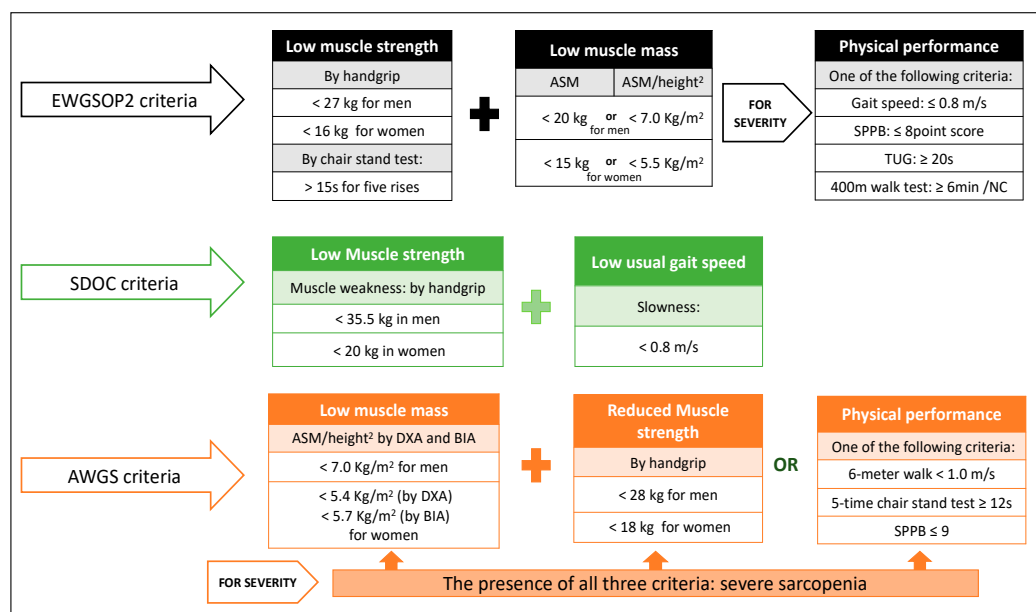 EWGSOP2 criteria
Low muscle strength
By handgrip
< 27 kg for men
< 16 kg for women
By chair stand test:
> 15s for five rises
Low muscle mass
ASM
ASM/height²
< 20 kg or < 7.0 Kg/m²
for men
< 15 kg or < 5.5 Kg/m²
for women
FOR
SEVERITY
Physical performance
One of the following criteria:
Gait speed: ≤ 0.8 m/s
SPPB: ≤ 8point score
TUG: ≥ 20s
400m walk test: ≥ 6min /NC
SDOC criteria
Low Muscle strength
Muscle weakness: by handgrip
< 35.5 kg in men
< 20 kg in women
Low usual gait speed
Slowness:
< 0.8 m/s
AWGS criteria
Low muscle mass
ASM/height² by DXA and BIA
< 7.0 Kg/m² for men
< 5.4 Kg/m² (by DXA)
< 5.7 Kg/m² (by BIA)
for women
Reduced Muscle
strength
By handgrip
< 28 kg for men
< 18 kg for women
OR
Physical performance
One of the following criteria:
6-meter walk < 1.0 m/s
5-time chair stand test ≥ 12s
SPPB ≤ 9
FOR SEVERITY
The presence of all three criteria: severe sarcopenia